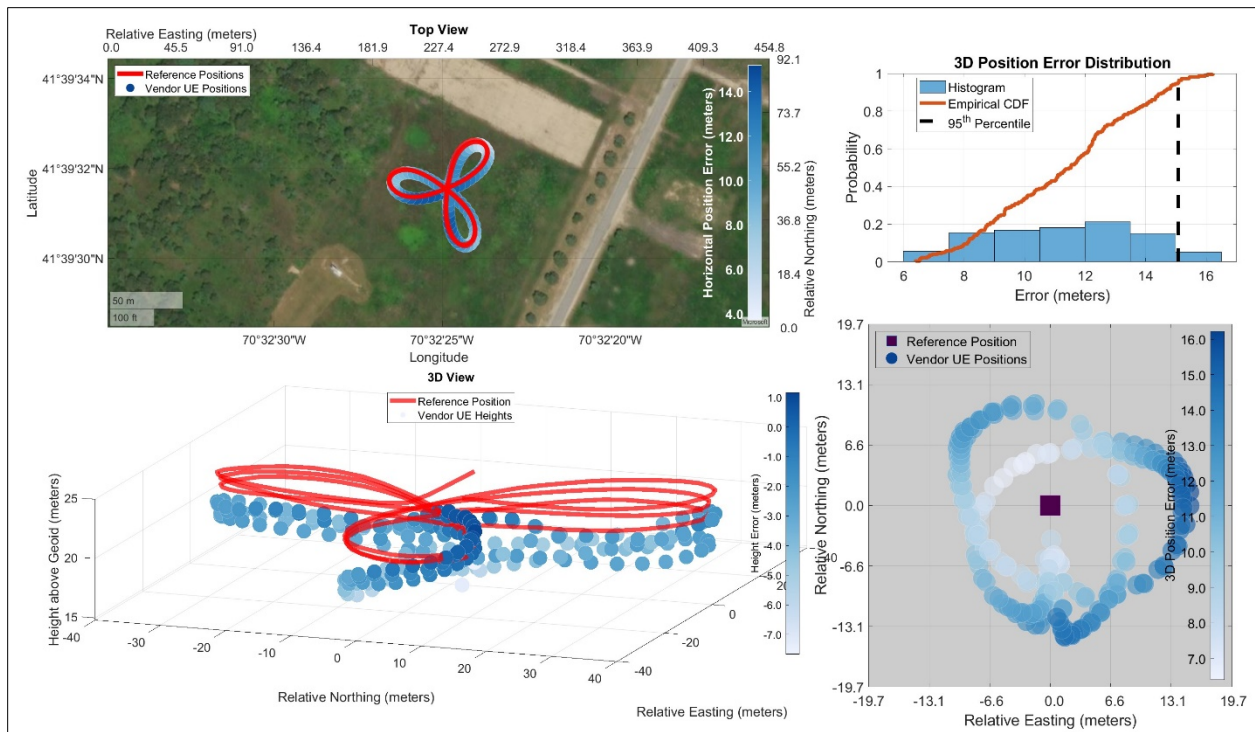 Relative Easting (meters)
Top View
0.0 45.5 91.0 136.4 181.9 227.4 272.9 318.4 363.9 409.3 454.8
Reference Positions
Vendor UE Positions
41°39'34"N
41°39'32"N
41°39'30"N
Latitude
50 m
100 ft
Microsoft
70°32'30"W 70°32'25"W 70°32'20"W
Longitude
Horizontal Position Error (meters)
14.0
12.0
10.0
8.0
6.0
4.0
92.1
73.7
55.2
36.8
18.4
0.0
Relative Northing (meters)
3D Position Error Distribution
Histogram
Empirical CDF
95th Percentile
1
0.8
0.6
0.4
0.2
0
Probability
6 8 10 12 14 16
Error (meters)
3D View
Reference Position
Vendor UE Heights
25
20
15
Height above Geoid (meters)
-40 -30 -20 -10 0 10 20 30 40
Relative Northing (meters)
-40
-20
0
20
40
Relative Easting (meters)
Height Error (meters)
1.0
-0.0
-1.0
-2.0
-3.0
-4.0
-5.0
-6.0
-7.0
Reference Position
Vendor UE Positions
19.7
13.1
6.6
0.0
-6.6
-13.1
-19.7
Relative Northing (meters)
-19.7 -13.1 -6.6 0.0 6.6 13.1 19.7
Relative Easting (meters)
3D Position Error (meters)
16.0
15.0
14.0
13.0
12.0
11.0
10.0
9.0
8.0
7.0